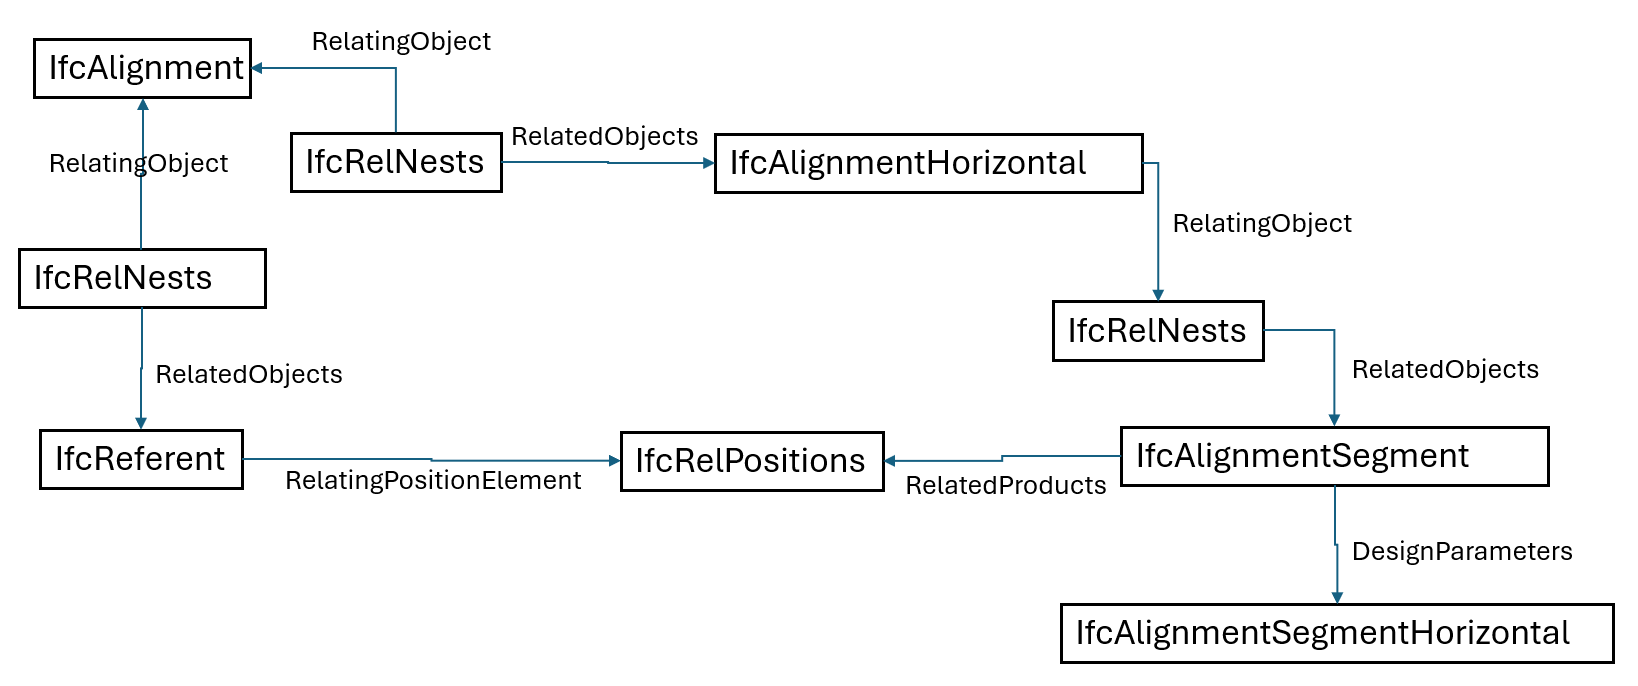 RelatingObject
IfcAlignment
RelatedObjects
IfcRelNests
IfcAlignmentHorizontal
RelatingObject
RelatingObject
IfcRelNests
IfcRelNests
RelatedObjects
RelatedObjects
IfcReferent
IfcRelPositions
IfcAlignmentSegment
RelatingPositionElement
RelatedProducts
DesignParameters
IfcAlignmentSegmentHorizontal